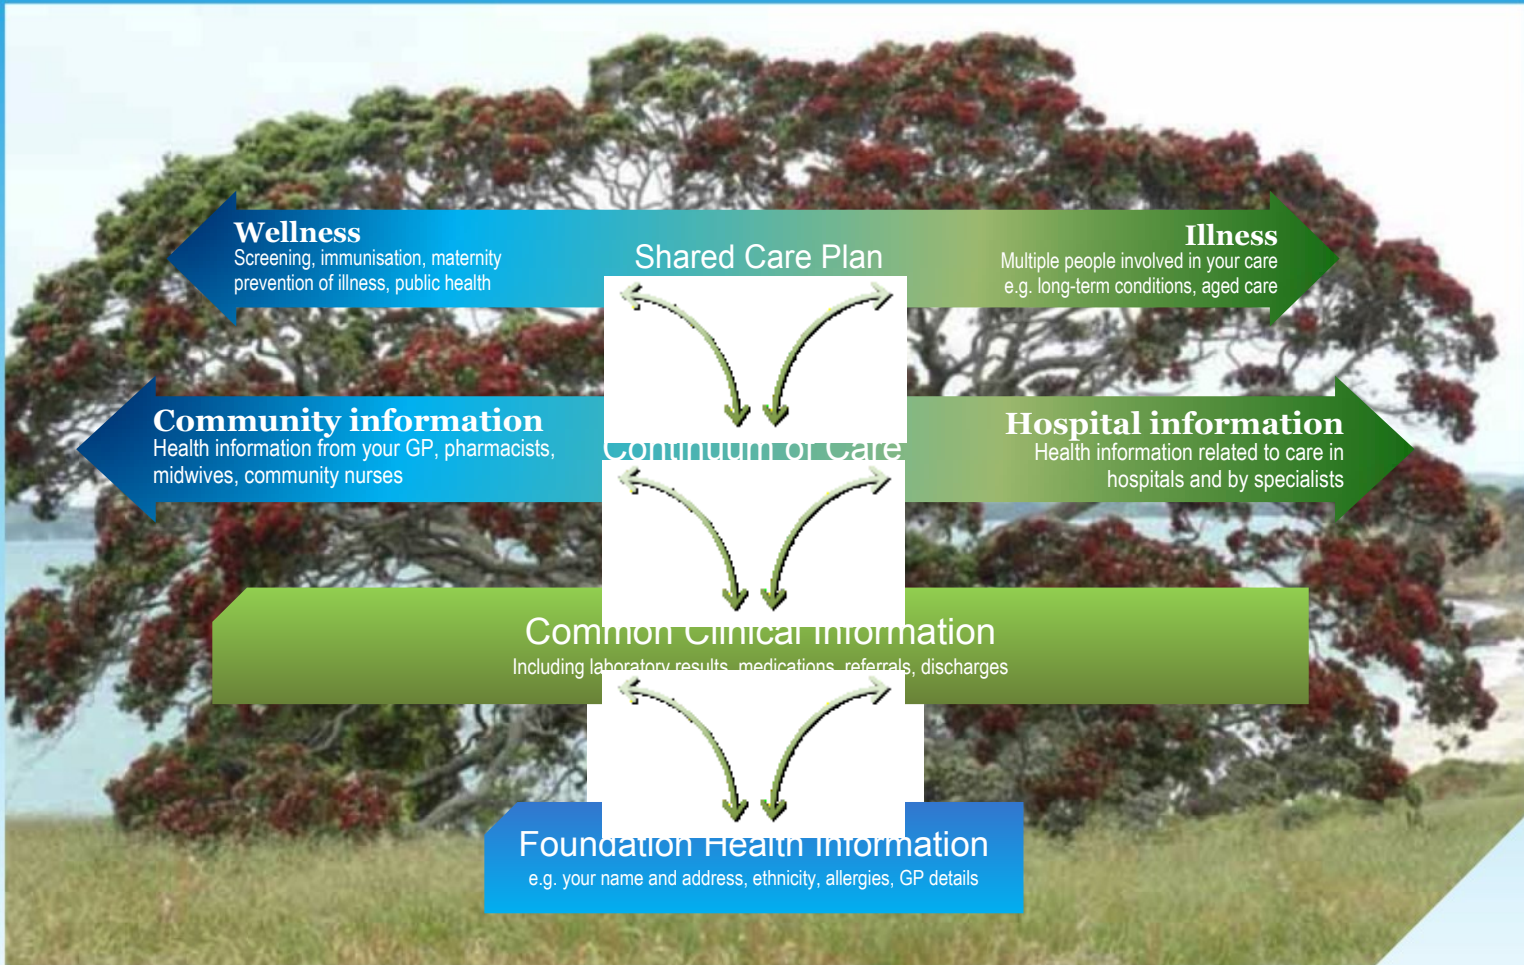 Wellness
Screening, immunisation, maternity
prevention of illness, public health
Shared Care Plan
Illness
Multiple people involved in your care
e.g. long-term conditions, aged care
Community information
Health information from your GP, pharmacists,
midwives, community nurses
Continuum of Care
Hospital information
Health information related to care in
hospitals and by specialists
Common Clinical Information
Including laboratory results, medications, referrals, discharges
Foundation Health Information
e.g. your name and address, ethnicity, allergies, GP details